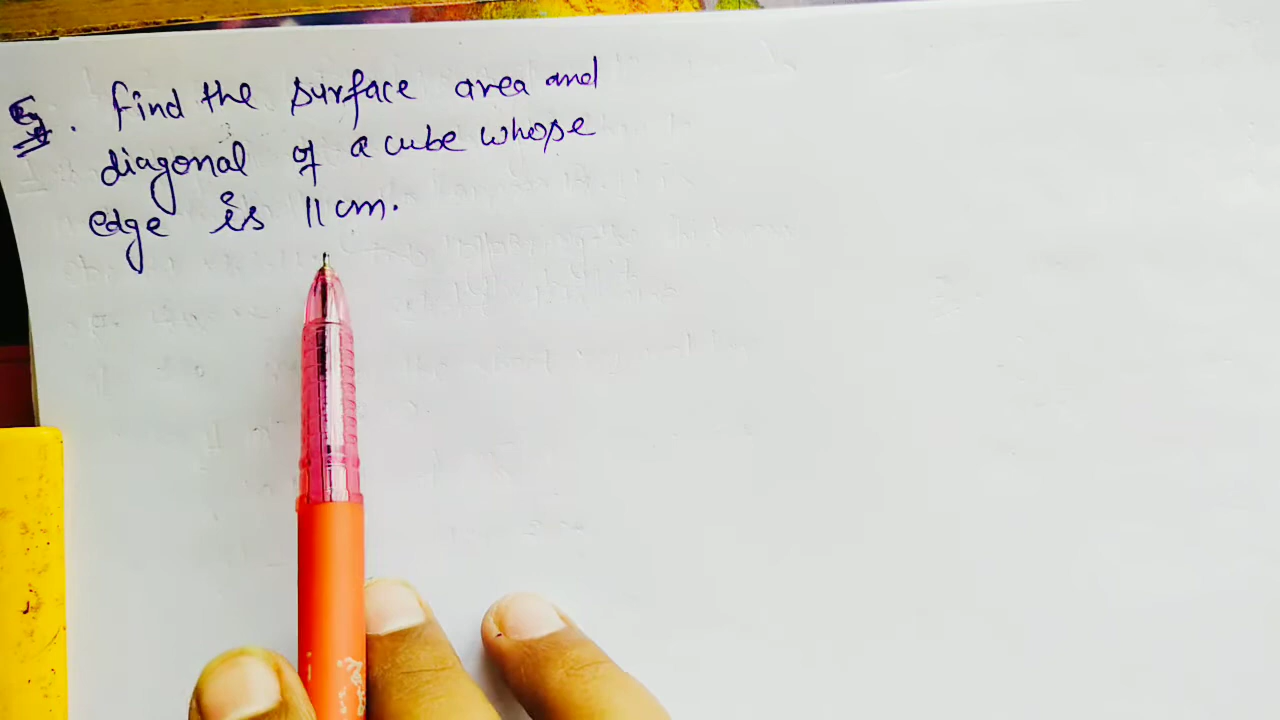 Eg. find the surface area and
diagonal of a cube whose
edge is 11 cm.